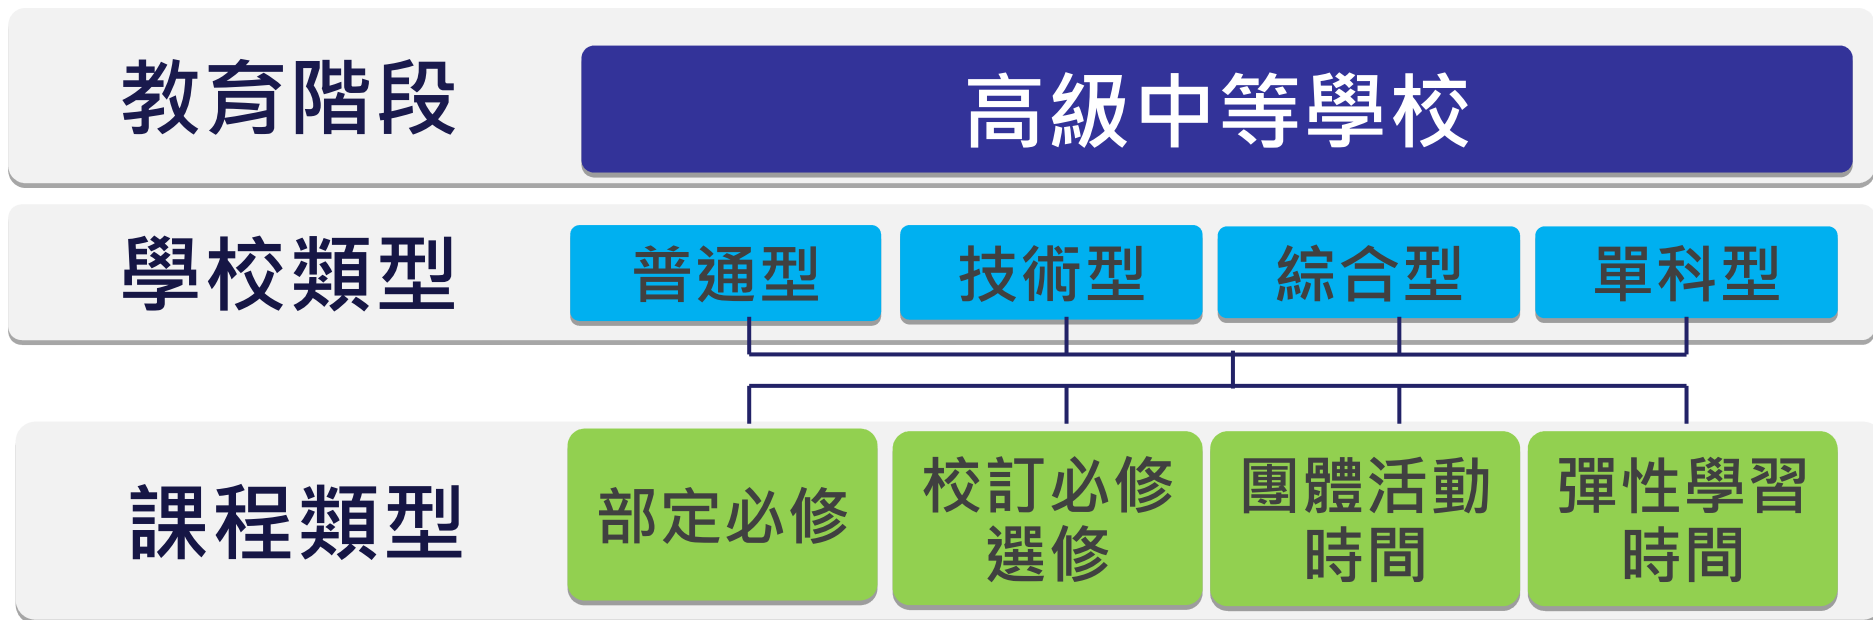 教育階段
高級中等學校
學校類型
普通型
技術型
綜合型
單科型
課程類型
部定必修
校訂必修
選修
團體活動
時間
彈性學習
時間